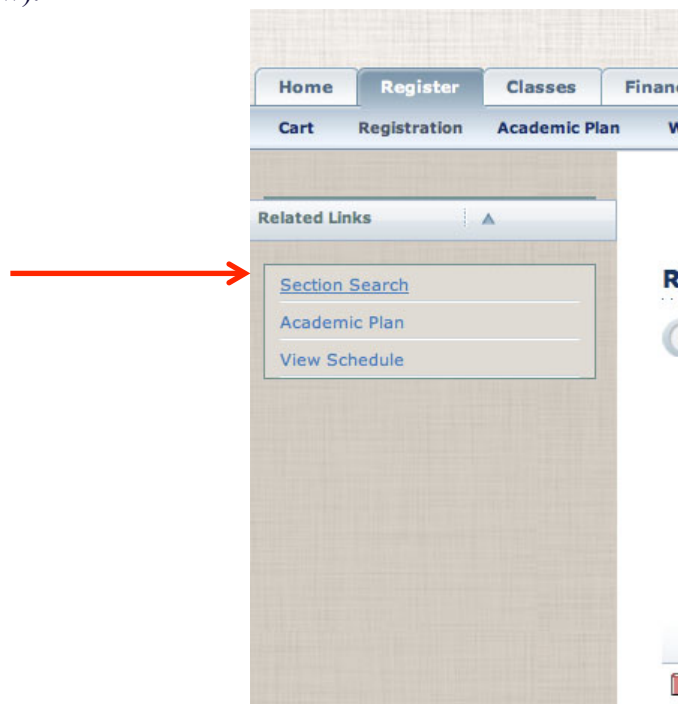 Home Register Classes
Cart Registration Academic Plan
Related Links
Section Search
Academic Plan
View Schedule